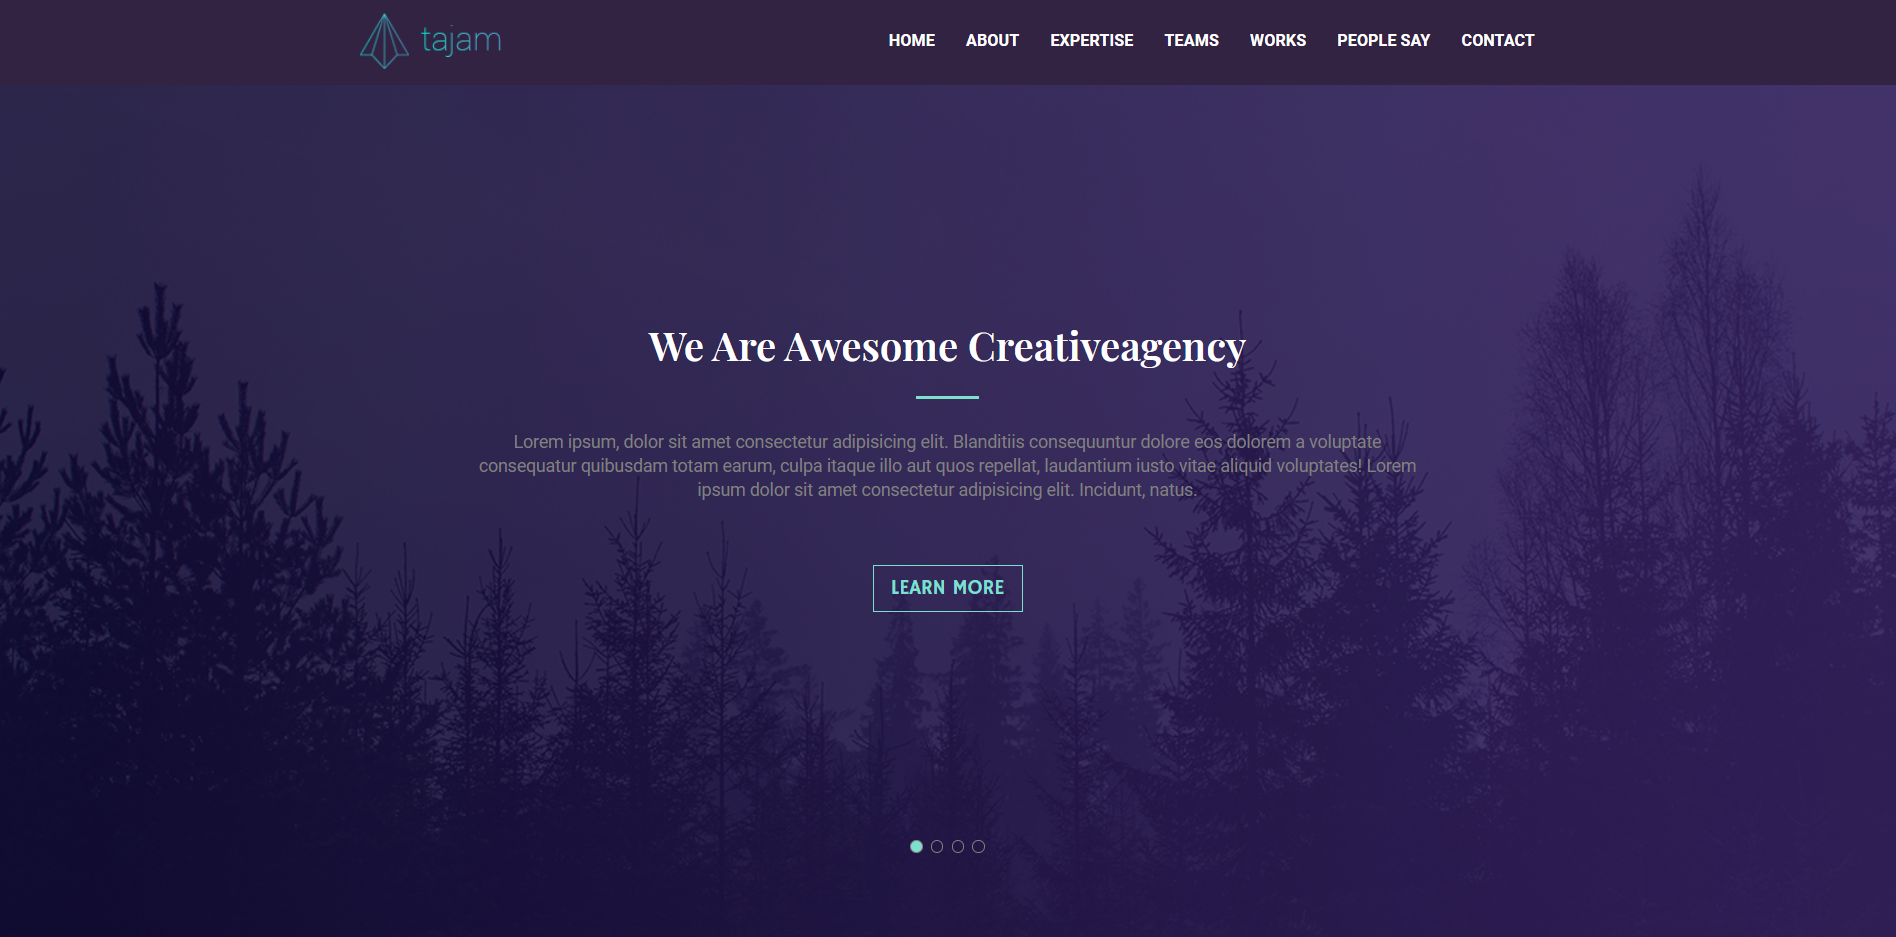 tajam
HOME ABOUT EXPERTISE TEAMS WORKS PEOPLE SAY CONTACT
We Are Awesome Creativeagency
Lorem ipsum, dolor sit amet consectetur adipisicing elit. Blanditiis consequuntur dolore eos dolorem a voluptate
consequatur quibusdam totam earum, culpa itaque illo aut quos repellat, laudantium iusto vitae aliquid voluptates! Lorem
ipsum dolor sit amet consectetur adipisicing elit. Incidunt, natus.
LEARN MORE